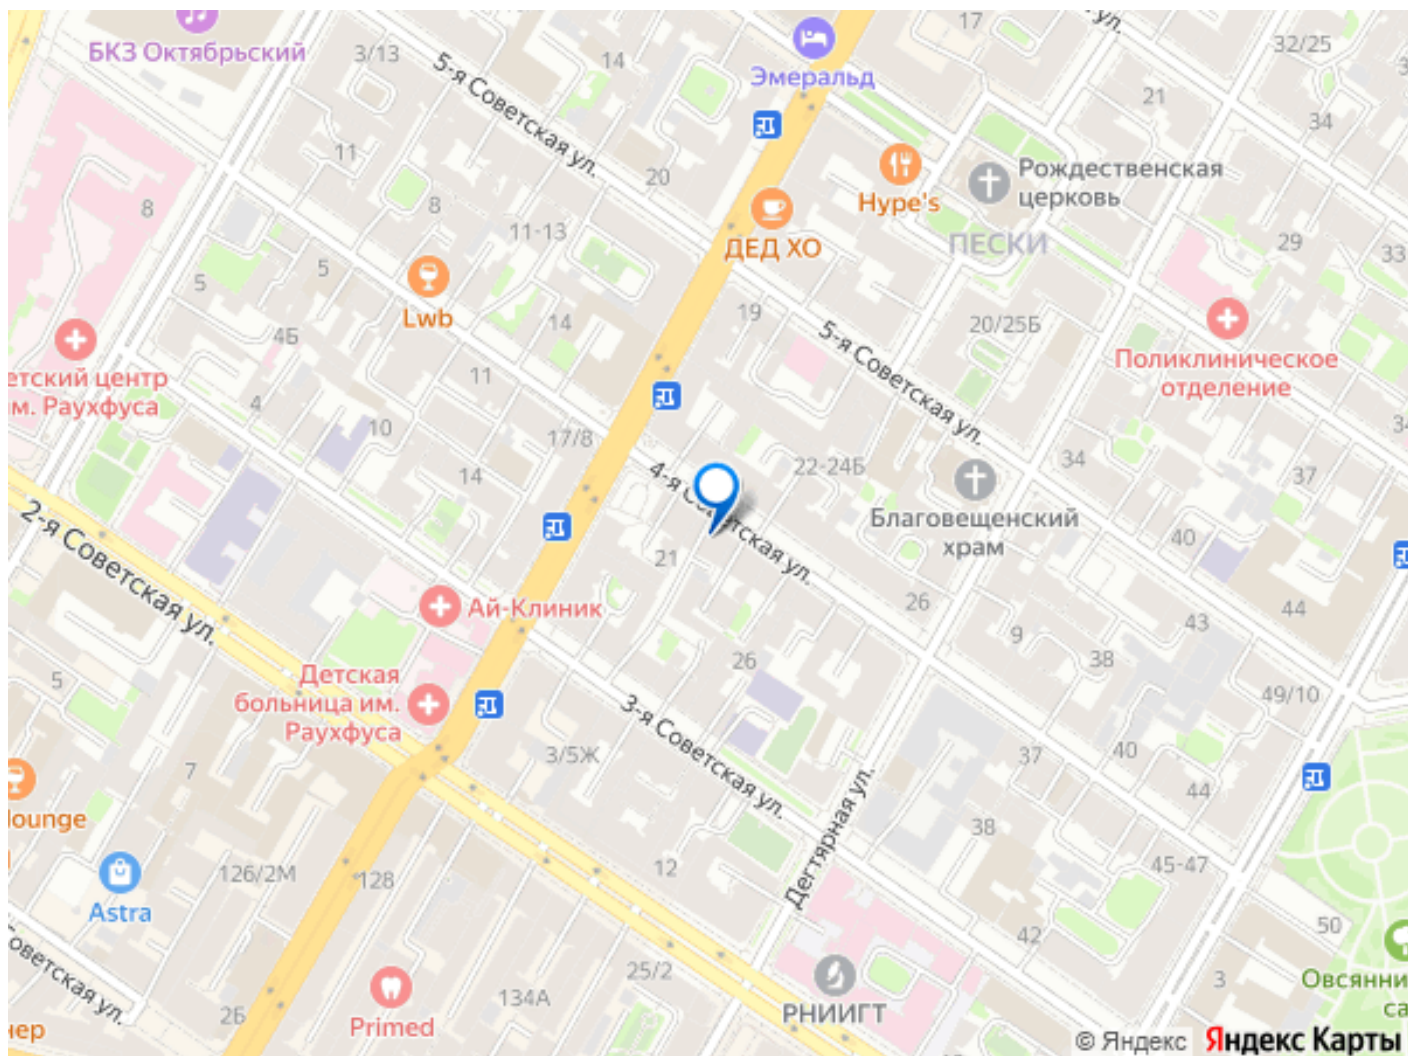 17
32/25
БКЗ Октябрьский
3/13
14
Эмеральд
5-я Советская ул.
21
34
11
20
Рождественская
церковь
Hype's
8
8
11-13
ДЕД ХО
ПЕСКИ
29
33
5
5
Lwb
14
19
20/25Б
4Б
5-я Советская ул.
Поликлиническое
отделение
етский центр
м. Раухфуса
11
4
10
17/8
14
4-я Советская ул.
22-24Б
34
37
2-я Советская ул.
Благовещенский
храм
40
21
Ай-Клиник
26
44
43
9
38
26
Детская
больница им.
Раухфуса
5
49/10
3-я Советская ул.
3/5Ж
37
40
7
44
lounge
Дегтярная ул.
38
126/2М
128
12
45-47
Astra
50
42
оветская ул.
25/2
3
Овсянни
са
134А
2Б
РНИИГТ
Primed
нер
© Яндекс Яндекс Карты